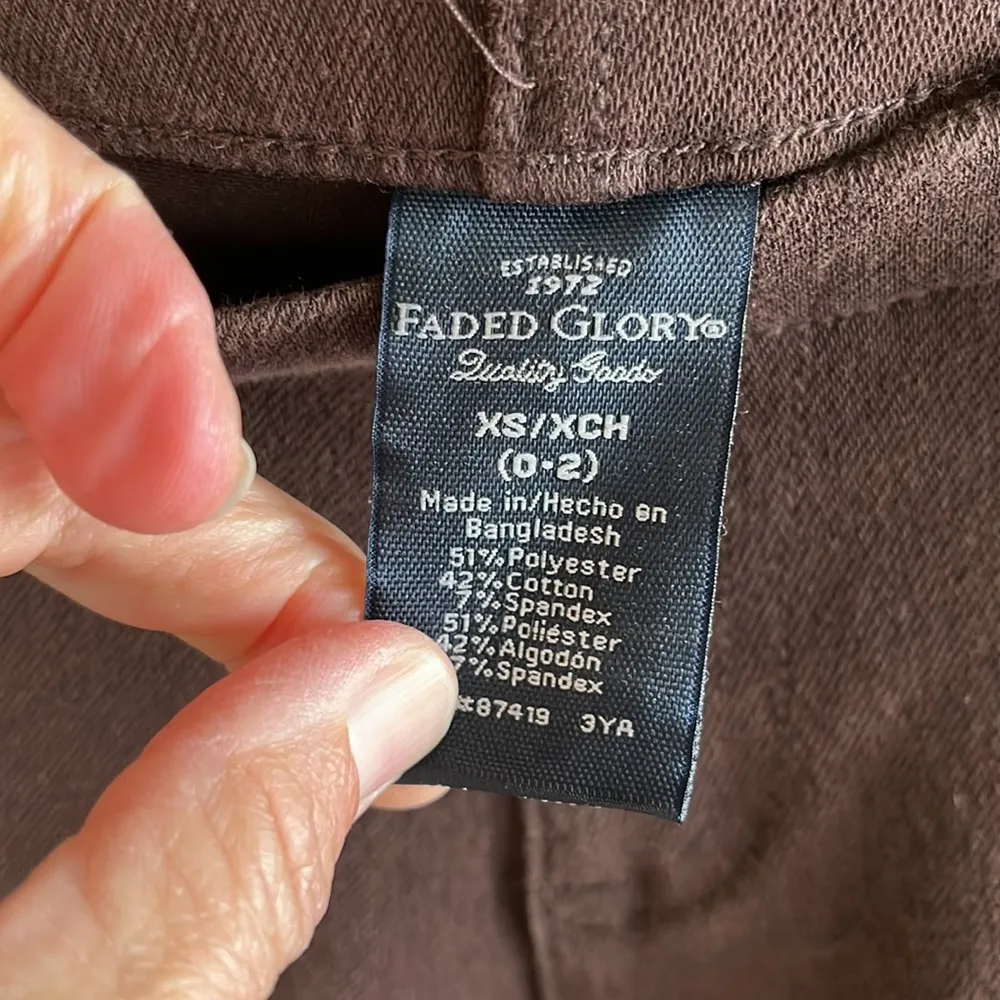 ESTABLISHED
1972
FADED GLORY®
Quality Goods
XS/XCH
(0-2)
Made in/Hecho en
Bangladesh
51% Polyester
42% Cotton
7% Spandex
51% Poliéster
42% Algodón
7% Spandex
#87419 3YA